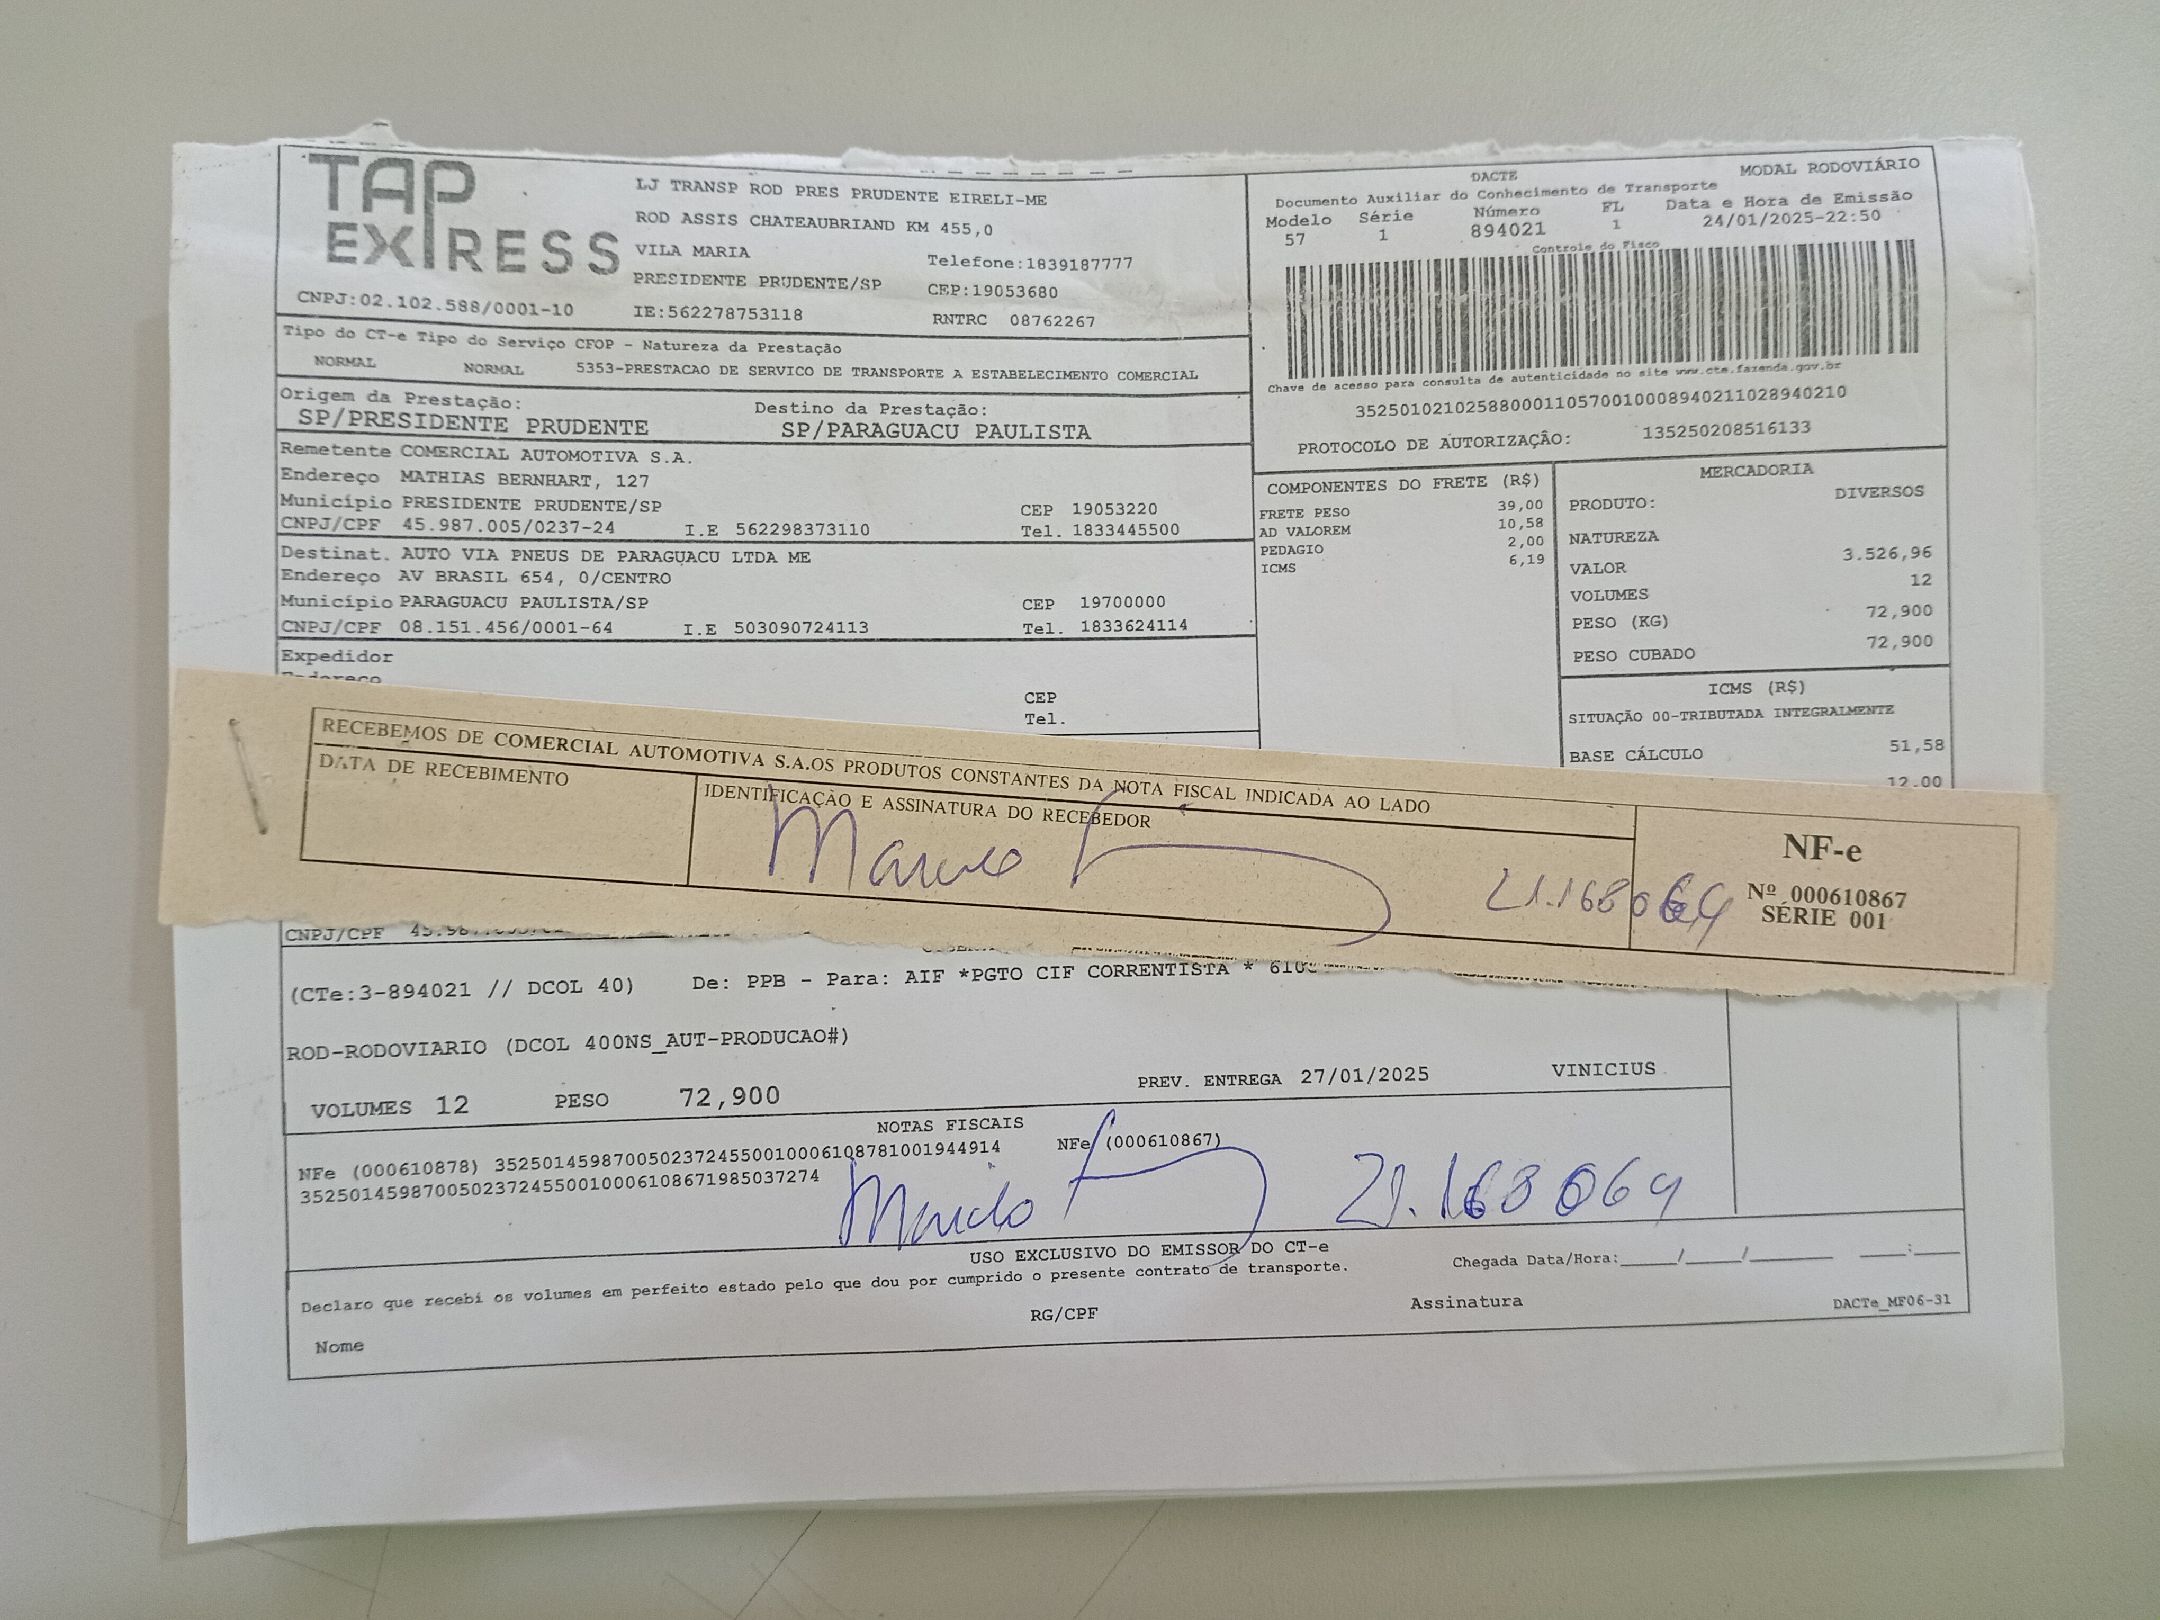 TAP
EXPRESS
CNPJ:02.102.588/0001-10
LJ TRANSP ROD PRES PRUDENTE EIRELI-ME
ROD ASSIS CHATEAUBRIAND KM 455,0
VILA MARIA Telefone:1839187777
PRESIDENTE PRUDENTE/SP CEP:19053680
IE:562278753118 RNTRC 08762267
DACTE MODAL RODOVIÁRIO
Documento Auxiliar do Conhecimento de Transporte
Modelo Série Número FL Data e Hora de Emissão
57 1 894021 1 24/01/2025-22:50
Controle do Fisco
Chave de acesso para consulta de autenticidade no site www.cte.fazenda.gov.br
35250102102588000110570010008940211028940210
PROTOCOLO DE AUTORIZAÇÃO: 135250208516133
Tipo do CT-e Tipo do Serviço CFOP - Natureza da Prestação
NORMAL NORMAL 5353-PRESTACAO DE SERVICO DE TRANSPORTE A ESTABELECIMENTO COMERCIAL
Origem da Prestação: Destino da Prestação:
SP/PRESIDENTE PRUDENTE SP/PARAGUACU PAULISTA
Remetente COMERCIAL AUTOMOTIVA S.A.
Endereço MATHIAS BERNHART, 127
Município PRESIDENTE PRUDENTE/SP CEP 19053220
CNPJ/CPF 45.987.005/0237-24 I.E 562298373110 Tel. 1833445500
Destinat. AUTO VIA PNEUS DE PARAGUACU LTDA ME
Endereço AV BRASIL 654, 0/CENTRO
Município PARAGUACU PAULISTA/SP CEP 19700000
CNPJ/CPF 08.151.456/0001-64 I.E 503090724113 Tel. 1833624114
Expedidor
Endereço
CEP
Tel.
COMPONENTES DO FRETE (R$)
FRETE PESO 39,00
AD VALOREM 10,58
PEDAGIO 2,00
ICMS 6,19
MERCADORIA
PRODUTO: DIVERSOS
NATUREZA
VALOR 3.526,96
VOLUMES 12
PESO (KG) 72,900
PESO CUBADO 72,900
ICMS (R$)
SITUAÇÃO 00-TRIBUTADA INTEGRALMENTE
BASE CÁLCULO 51,58
12,00
RECEBEMOS DE COMERCIAL AUTOMOTIVA S.A.OS PRODUTOS CONSTANTES DA NOTA FISCAL INDICADA AO LADO
DATA DE RECEBIMENTO
IDENTIFICAÇÃO E ASSINATURA DO RECEBEDOR
NF-e
Nº 000610867
SÉRIE 001
CNPJ/CPF
(CTe:3-894021 // DCOL 40) De: PPB - Para: AIF *PGTO CIF CORRENTISTA *
ROD-RODOVIARIO (DCOL 400NS_AUT-PRODUCAO#)
PREV. ENTREGA 27/01/2025 VINICIUS
VOLUMES 12 PESO 72,900
NOTAS FISCAIS
NFe (000610878) 35250145987005023724550010006108781001944914 NFe (000610867)
35250145987005023724550010006108671985037274
21.168064
USO EXCLUSIVO DO EMISSOR DO CT-e
Declaro que recebi os volumes em perfeito estado pelo que dou por cumprido o presente contrato de transporte.
Chegada Data/Hora:____/____/______ ___:___
Nome RG/CPF Assinatura DACTe_MF06-31